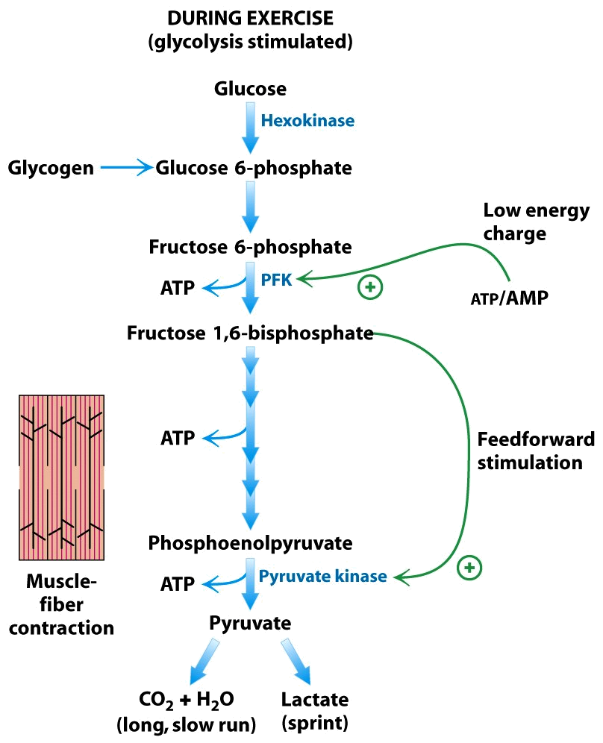 DURING EXERCISE
(glycolysis stimulated)
Glucose
Hexokinase
Glycogen
Glucose 6-phosphate
Low energy
charge
Fructose 6-phosphate
ATP
PFK
+
ATP/AMP
Fructose 1,6-bisphosphate
ATP
Feedforward
stimulation
Phosphoenolpyruvate
ATP
Pyruvate kinase
+
Muscle-
fiber
contraction
Pyruvate
CO₂ + H₂O
(long, slow run)
Lactate
(sprint)